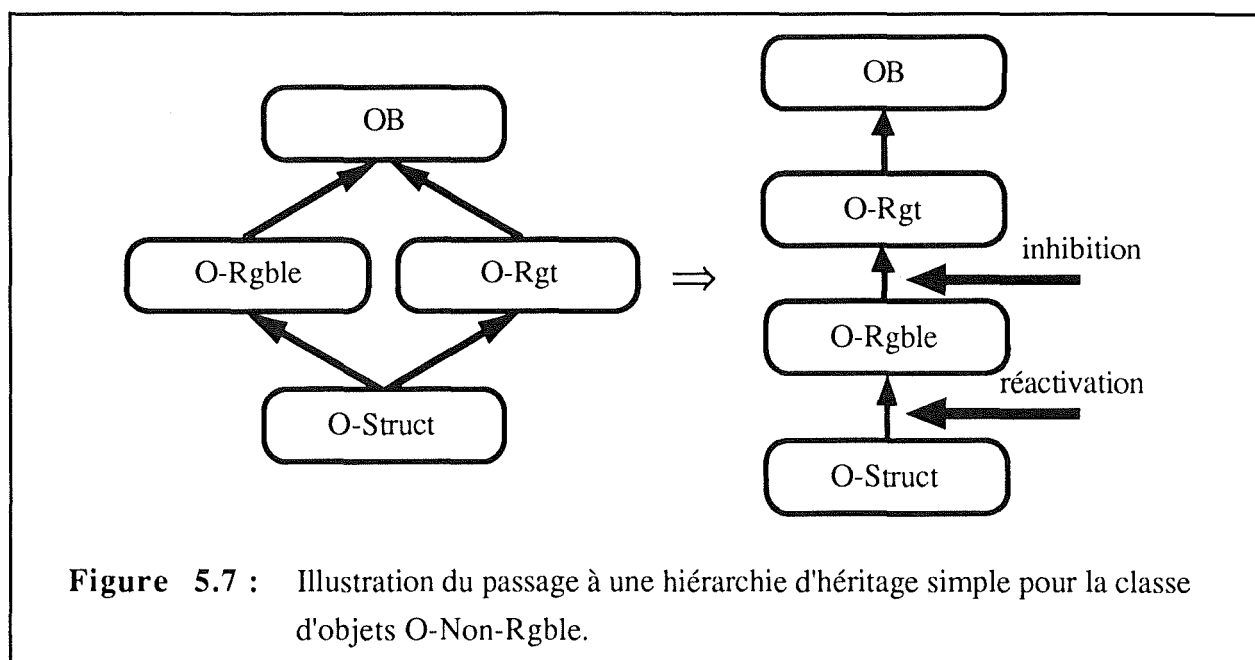 OB
O-Rgble
O-Rgt
O-Struct
⇒
OB
O-Rgt
inhibition
O-Rgble
réactivation
O-Struct
Figure 5.7 : Illustration du passage à une hiérarchie d'héritage simple pour la classe
d'objets O-Non-Rgble.